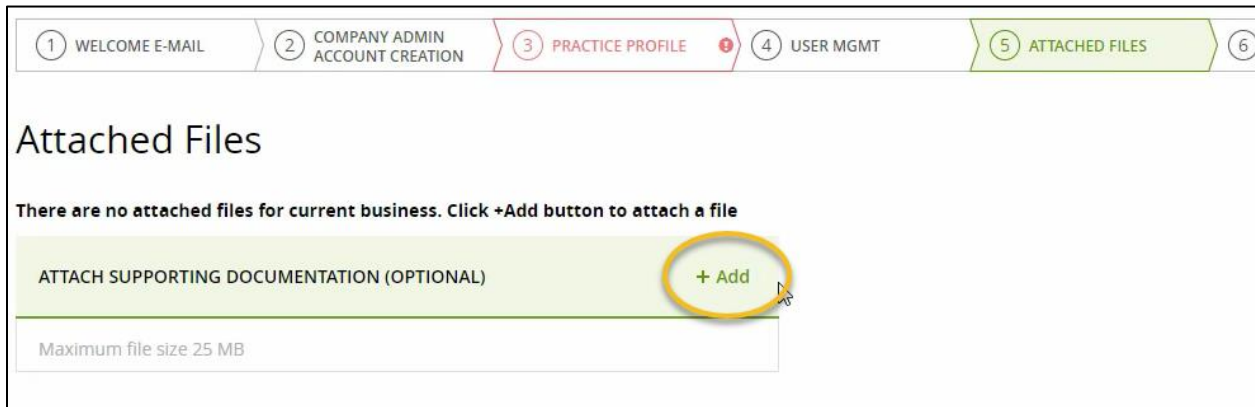 1 WELCOME E-MAIL
2 COMPANY ADMIN
ACCOUNT CREATION
3 PRACTICE PROFILE !
4 USER MGMT
5 ATTACHED FILES
6
Attached Files
There are no attached files for current business. Click +Add button to attach a file
ATTACH SUPPORTING DOCUMENTATION (OPTIONAL) + Add
Maximum file size 25 MB